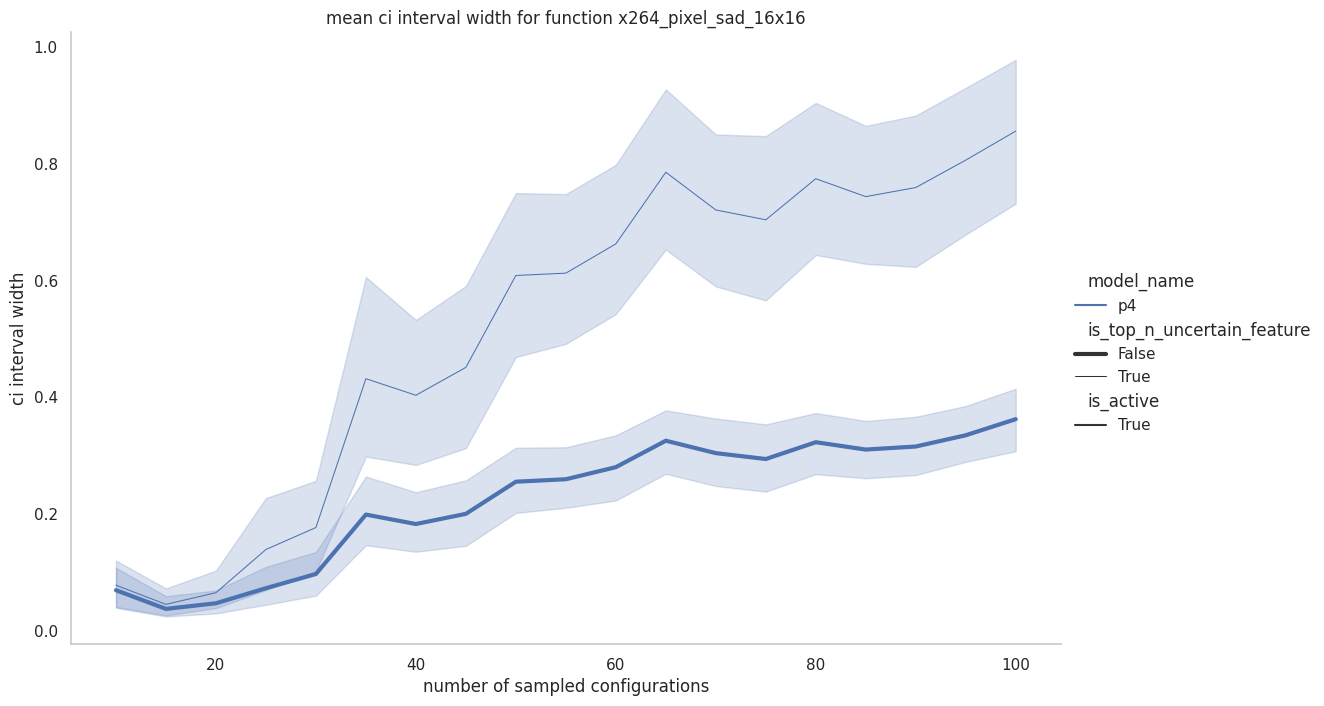 mean ci interval width for function x264_pixel_sad_16x16
ci interval width
1.0
0.8
0.6
0.4
0.2
0.0
20 40 60 80 100
number of sampled configurations
model_name
p4
is_top_n_uncertain_feature
False
True
is_active
True